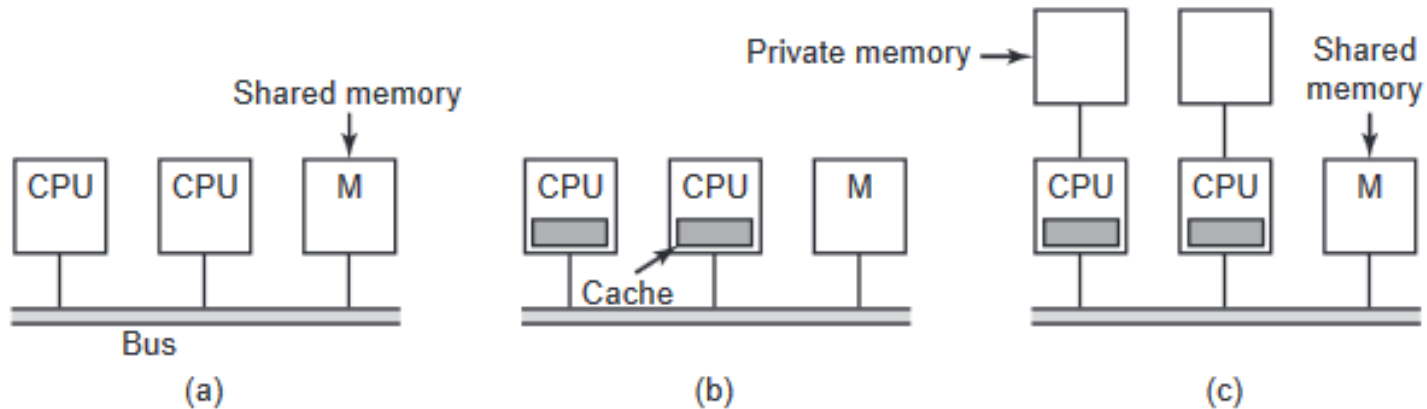 Shared memory
CPU
CPU
M
Bus
(a)
CPU
CPU
M
Cache
(b)
Private memory
Shared
memory
CPU
CPU
M
(c)